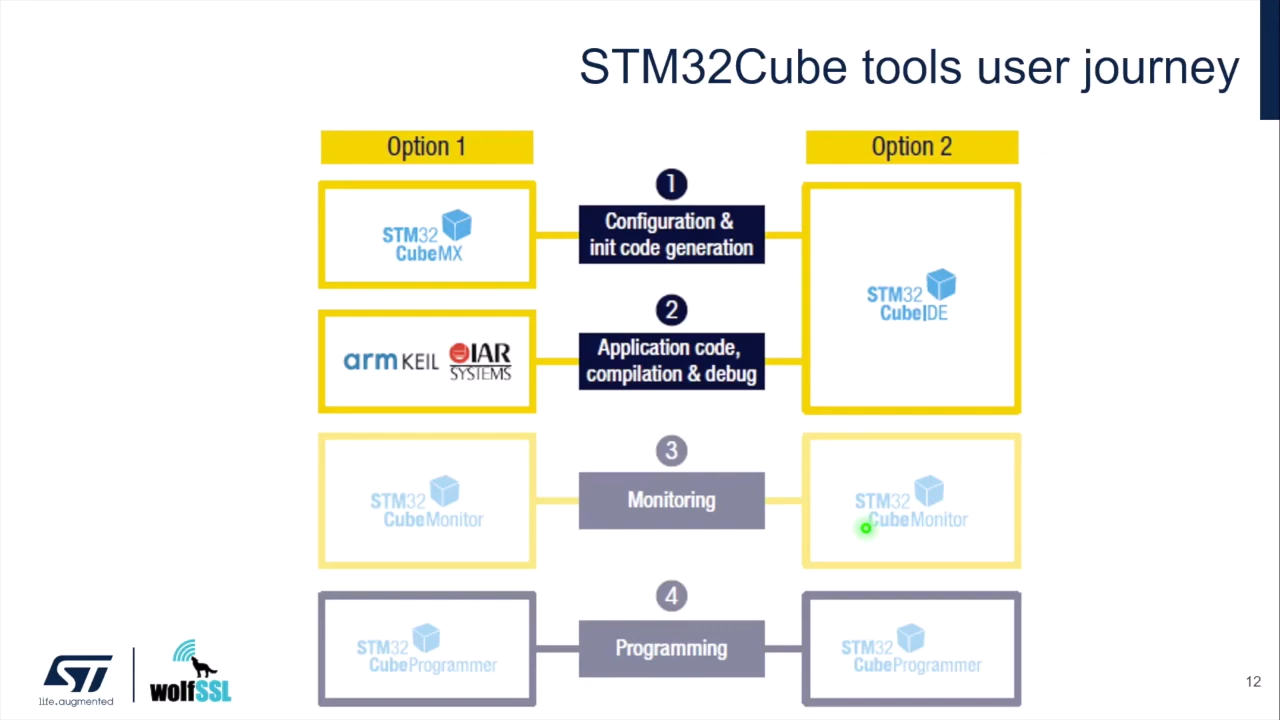 STM32Cube tools user journey
Option 1
Option 2
1
Configuration &
init code generation
STM32
CubeMX
STM32
CubeIDE
2
Application code,
compilation & debug
arm KEIL
IAR
SYSTEMS
3
Monitoring
STM32
CubeMonitor
STM32
CubeMonitor
4
Programming
STM32
CubeProgrammer
STM32
CubeProgrammer
ST
life.augmented
wolfSSL
12